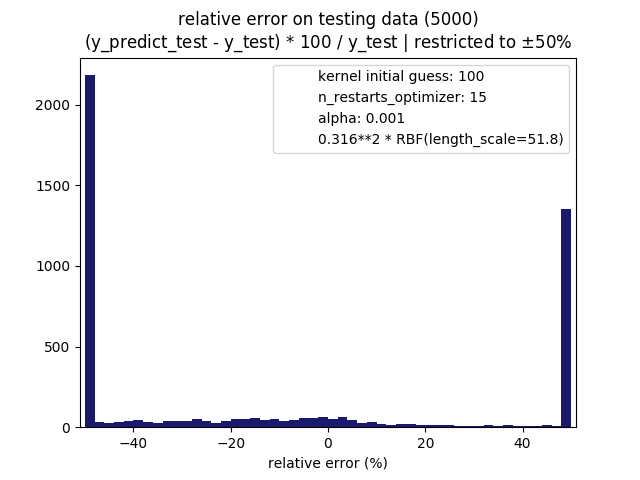 relative error on testing data (5000)
(y_predict_test - y_test) * 100 / y_test | restricted to ±50%
kernel initial guess: 100
n_restarts_optimizer: 15
alpha: 0.001
0.316**2 * RBF(length_scale=51.8)
2000
1500
1000
500
0
−40 −20 0 20 40
relative error (%)